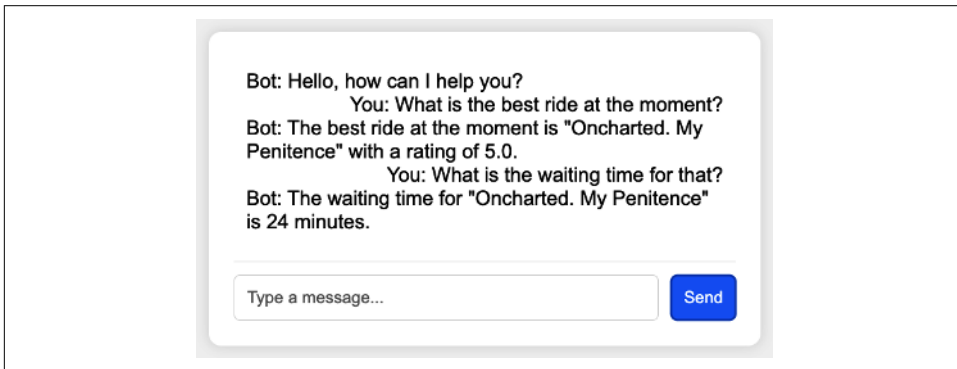 Bot: Hello, how can I help you?
You: What is the best ride at the moment?
Bot: The best ride at the moment is "Oncharted. My
Penitence" with a rating of 5.0.
You: What is the waiting time for that?
Bot: The waiting time for "Oncharted. My Penitence"
is 24 minutes.
Type a message...
Send